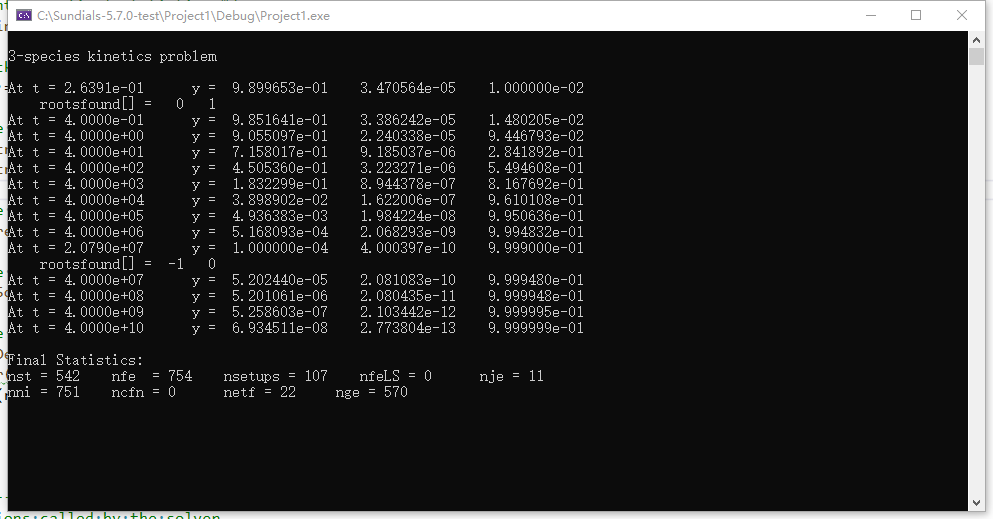 C:\Sundials-5.7.0-test\Project1\Debug\Project1.exe
3-species kinetics problem
At t = 2.6391e-01      y =  9.899653e-01    3.470564e-05    1.000000e-02
    rootsfound[] =   0   1
At t = 4.0000e-01      y =  9.851641e-01    3.386242e-05    1.480205e-02
At t = 4.0000e+00      y =  9.055097e-01    2.240338e-05    9.446793e-02
At t = 4.0000e+01      y =  7.158017e-01    9.185037e-06    2.841892e-01
At t = 4.0000e+02      y =  4.505360e-01    3.223271e-06    5.494608e-01
At t = 4.0000e+03      y =  1.832299e-01    8.944378e-07    8.167692e-01
At t = 4.0000e+04      y =  3.898902e-02    1.622006e-07    9.610108e-01
At t = 4.0000e+05      y =  4.936383e-03    1.984224e-08    9.950636e-01
At t = 4.0000e+06      y =  5.168093e-04    2.068293e-09    9.994832e-01
At t = 2.0790e+07      y =  1.000000e-04    4.000397e-10    9.999000e-01
    rootsfound[] =  -1   0
At t = 4.0000e+07      y =  5.202440e-05    2.081083e-10    9.999480e-01
At t = 4.0000e+08      y =  5.201061e-06    2.080435e-11    9.999948e-01
At t = 4.0000e+09      y =  5.258603e-07    2.103442e-12    9.999995e-01
At t = 4.0000e+10      y =  6.934511e-08    2.773804e-13    9.999999e-01
Final Statistics:
nst = 542    nfe  = 754    nsetups = 107    nfeLS = 0      nje = 11
nni = 751    ncfn = 0      netf = 22     nge = 570
called by the solver